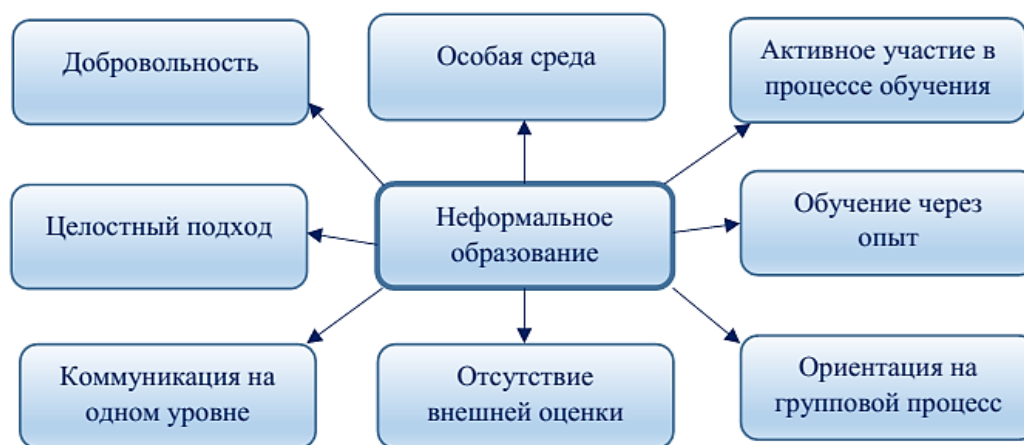 Добровольность
Особая среда
Активное участие в
процессе обучения
Целостный подход
Неформальное
образование
Обучение через
опыт
Коммуникация на
одном уровне
Отсутствие
внешней оценки
Ориентация на
групповой процесс